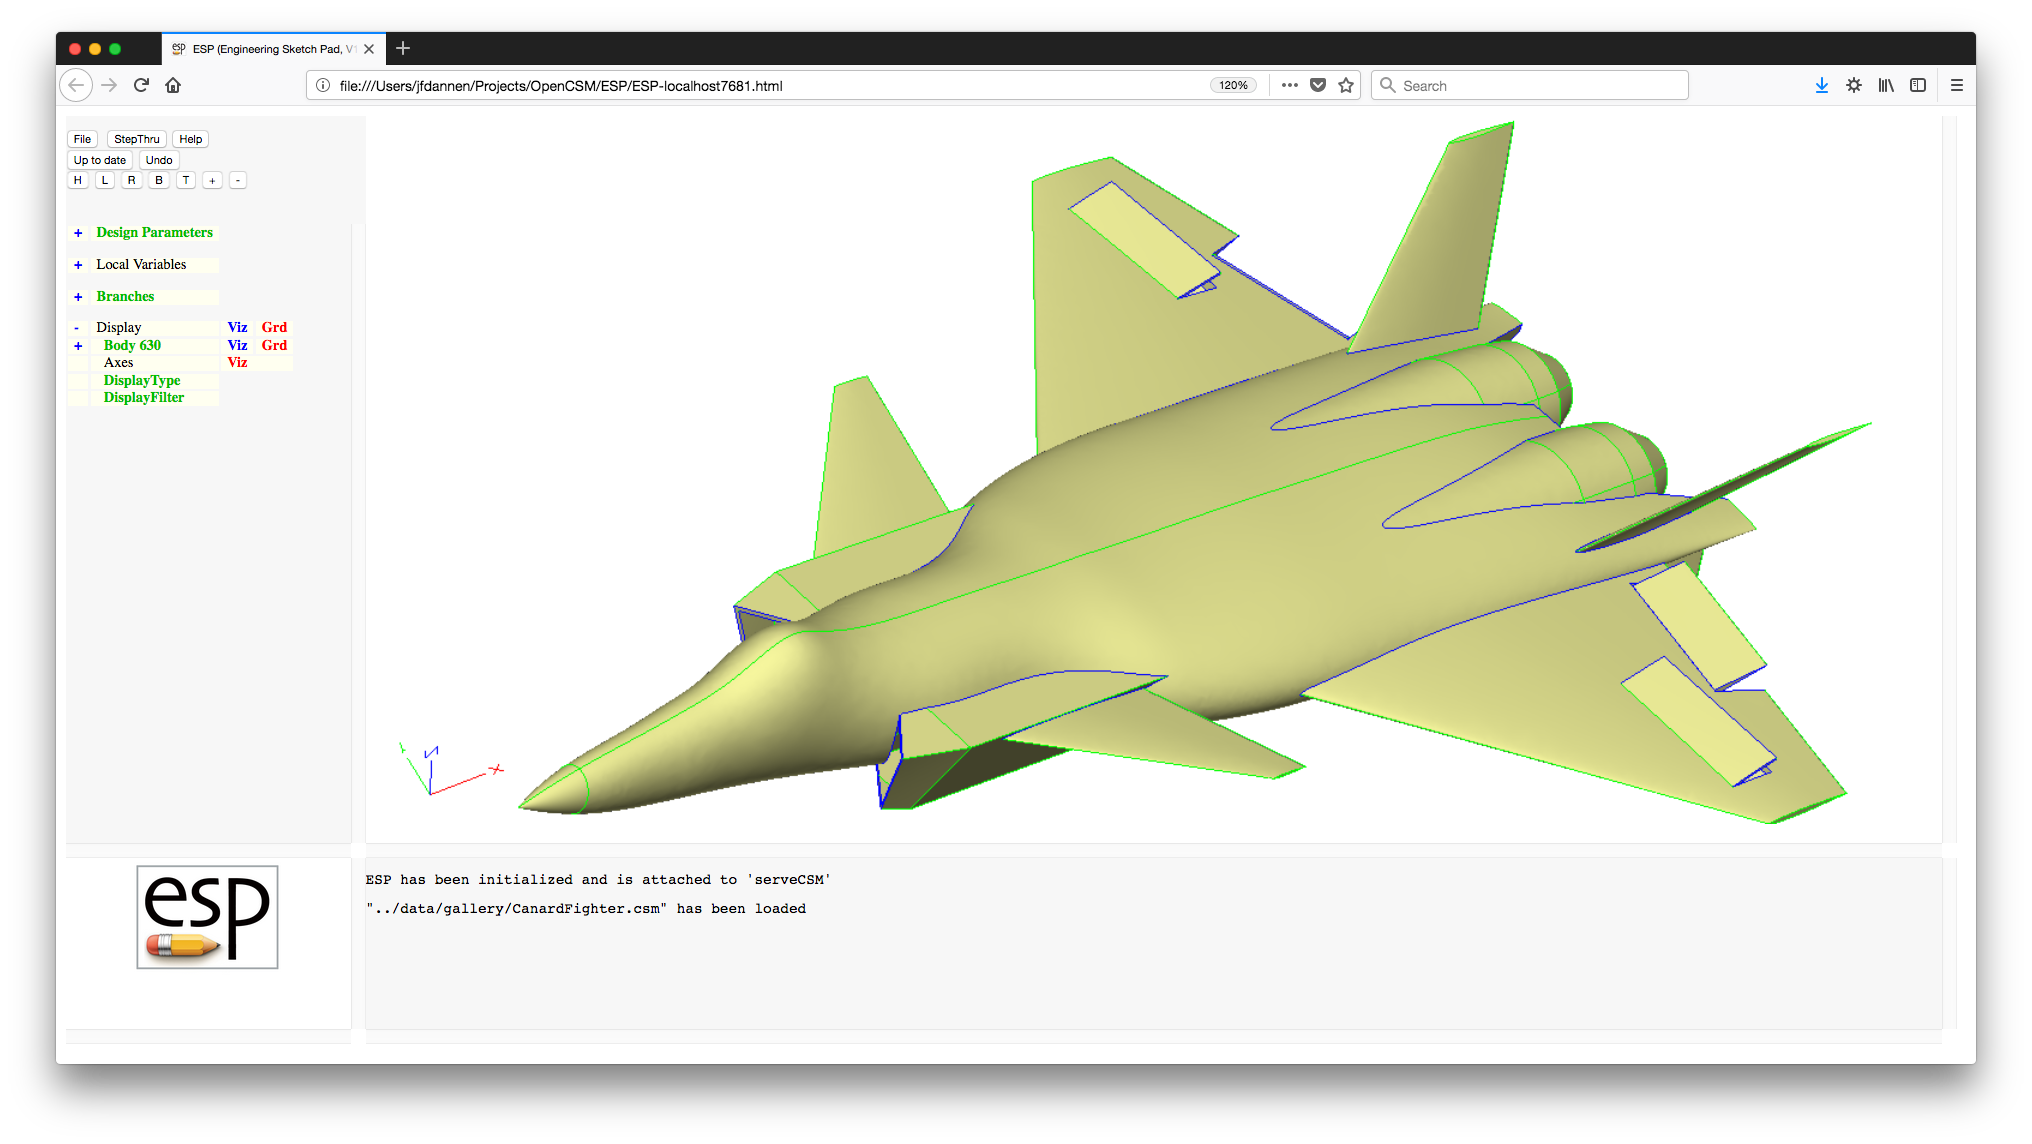 ESP (Engineering Sketch Pad, V1
file:///Users/jfdannen/Projects/OpenCSM/ESP/ESP-localhost7681.html
120%
Search
File StepThru Help
Up to date Undo
H L R B T + -
+ Design Parameters
+ Local Variables
+ Branches
- Display Viz Grd
+ Body 630 Viz Grd
Axes Viz
DisplayType
DisplayFilter
Y Z X
esp
ESP has been initialized and is attached to 'serveCSM'
"../data/gallery/CanardFighter.csm" has been loaded